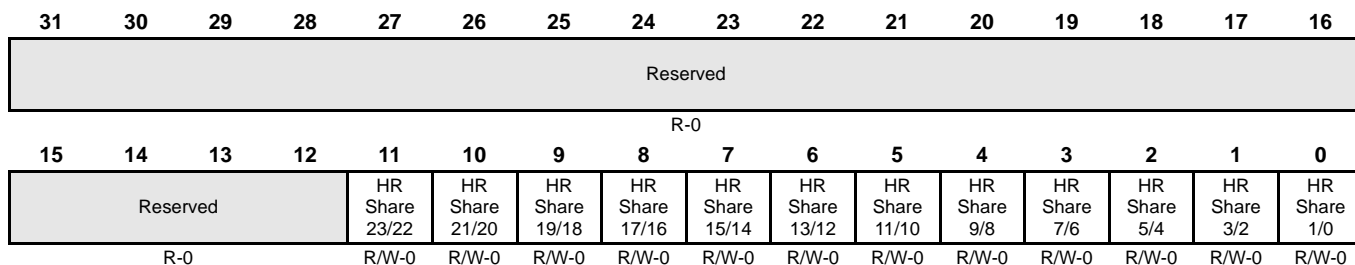 31 30 29 28 27 26 25 24 23 22 21 20 19 18 17 16
Reserved
R-0
15 14 13 12 11 10 9 8 7 6 5 4 3 2 1 0
Reserved HR Share 23/22 HR Share 21/20 HR Share 19/18 HR Share 17/16 HR Share 15/14 HR Share 13/12 HR Share 11/10 HR Share 9/8 HR Share 7/6 HR Share 5/4 HR Share 3/2 HR Share 1/0
R-0 R/W-0 R/W-0 R/W-0 R/W-0 R/W-0 R/W-0 R/W-0 R/W-0 R/W-0 R/W-0 R/W-0 R/W-0